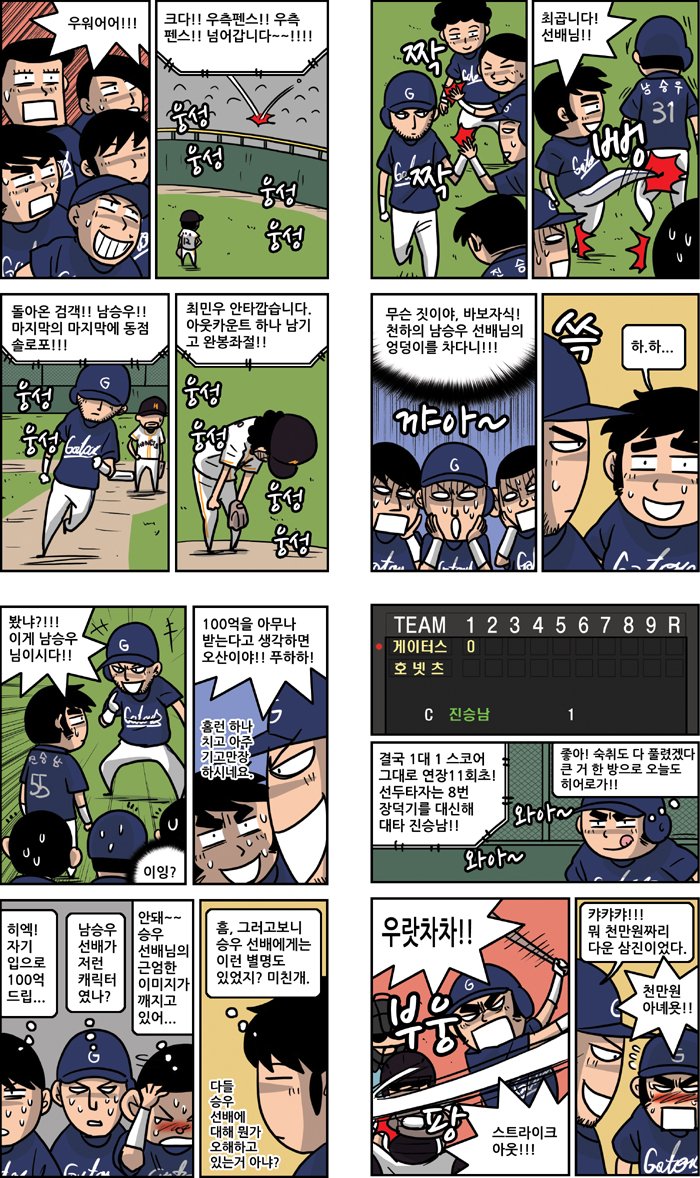 우워어어!!!
크다!! 우측펜스!! 우측
펜스!! 넘어갑니다~~!!!!
웅성
웅성
웅성
웅성
돌아온 검객!! 남승우!!
마지막의 마지막에 동점
솔로포!!!
웅성
웅성
G
Gators
최민우 안타깝습니다.
아웃카운트 하나 남기
고 완봉좌절!!
웅성
웅성
웅성
웅성
짝
짝
G
Gators
진승
최곱니다!
선배님!!
남승우
31
뻥
Gators
무슨 짓이야, 바보자식!
천하의 남승우 선배님의
엉덩이를 차다니!!!
꺄아~
G
쓱
하.하...
Gators
봤냐?!!!
이게 남승우
님이시다!!
G
Gators
55
이잉?
100억을 아무나
받는다고 생각하면
오산이야!! 푸하하!
홈런 하나
치고 아주
기고만장
하시네요.
히엑!
자기
입으로
100억
드립...
남승우
선배가
저런
캐릭터
였나?
안돼~~
승우
선배님의
근엄한
이미지가
깨지고
있어...
G
Gators
흠, 그러고보니
승우 선배에게는
이런 별명도
있었지? 미친개.
다들
승우
선배에
대해 뭔가
오해하고
있는거 아냐?
TEAM 1 2 3 4 5 6 7 8 9 R
게이터스 0
호넷츠
C 진승남 1
결국 1대 1 스코어
그대로 연장11회초!
선두타자는 8번
장덕기를 대신해
대타 진승남!!
와아~
와아~
좋아! 숙취도 다 풀렸겠다
큰 거 한 방으로 오늘도
히어로가!!
우랏차차!!
부웅
G
팡
스트라이크
아웃!!!
캬캬캬!!!
뭐 천만원짜리
다운 삼진이었다.
천만원
아녜욧!!
G
Gators